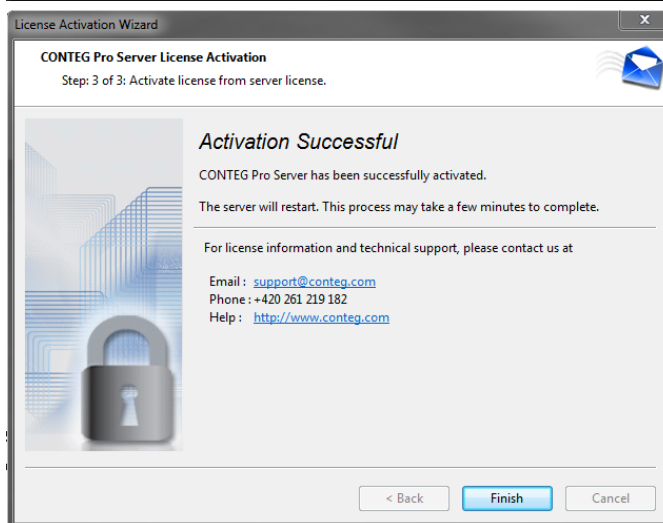 License Activation Wizard
CONTEG Pro Server License Activation
Step: 3 of 3: Activate license from server license.
Activation Successful
CONTEG Pro Server has been successfully activated.
The server will restart. This process may take a few minutes to complete.
For license information and technical support, please contact us at
Email : support@conteg.com
Phone : +420 261 219 182
Help : http://www.conteg.com
< Back Finish Cancel